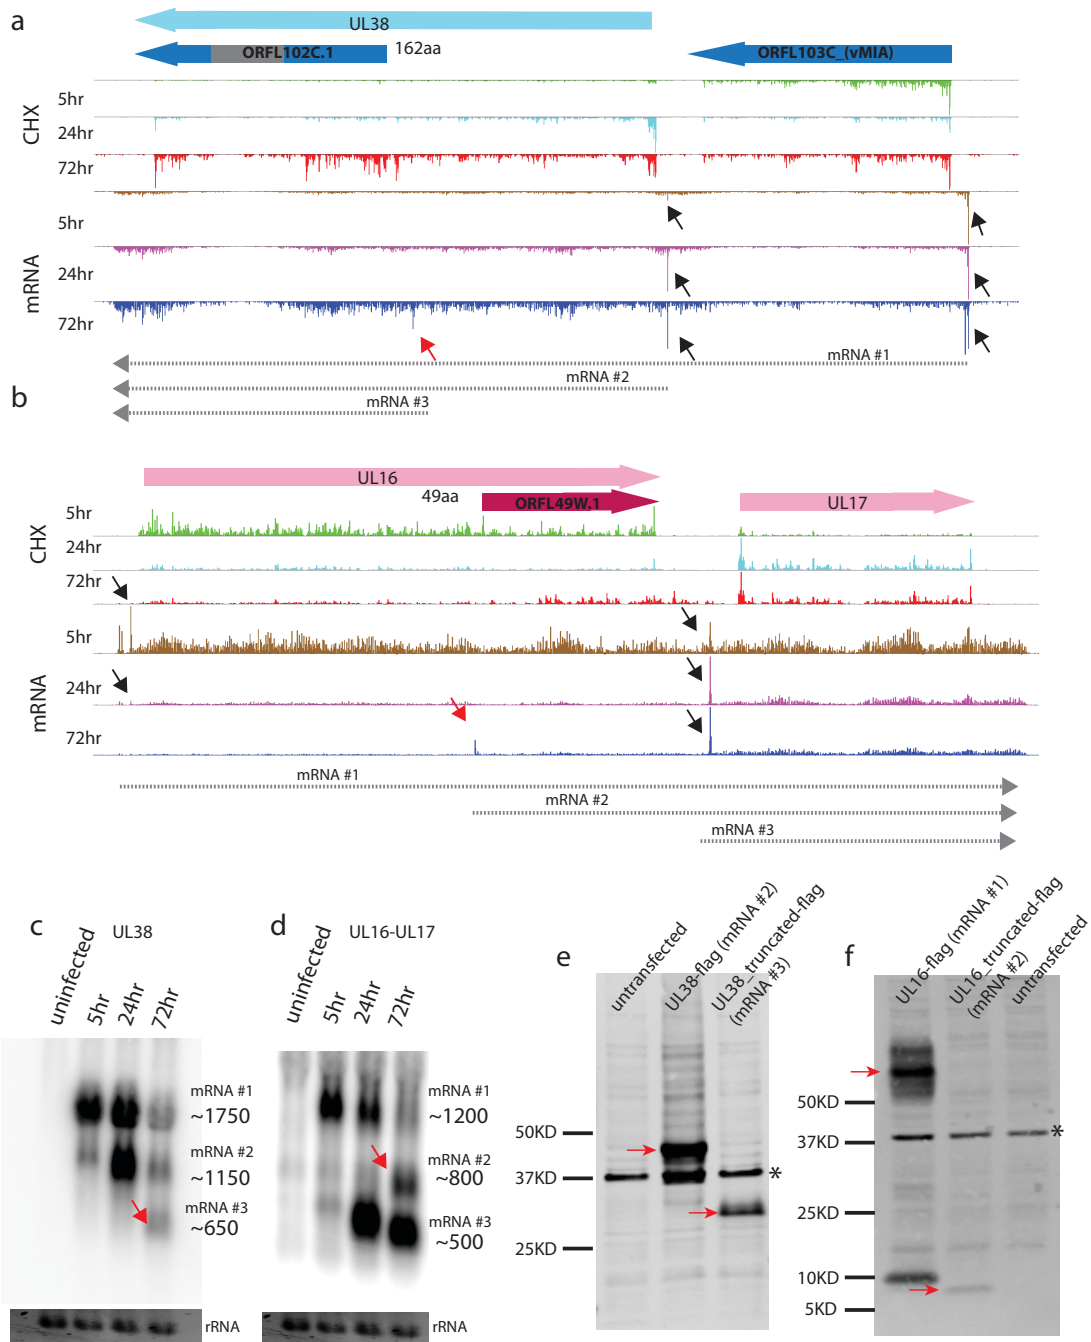 a
UL38
ORFL102C.1
162aa
ORFL103C_(vMIA)
CHX
5hr
24hr
72hr
mRNA
5hr
24hr
72hr
mRNA #1
mRNA #2
mRNA #3
b
UL16
49aa
ORFL49W.1
UL17
CHX
5hr
24hr
72hr
mRNA
5hr
24hr
72hr
mRNA #1
mRNA #2
mRNA #3
c
UL38
uninfected
5hr
24hr
72hr
mRNA #1
~1750
mRNA #2
~1150
mRNA #3
~650
rRNA
d
UL16-UL17
uninfected
5hr
24hr
72hr
mRNA #1
~1200
mRNA #2
~800
mRNA #3
~500
rRNA
e
untransfected
UL38-flag (mRNA #2)
UL38_truncated-flag
(mRNA #3)
50KD
37KD
*
25KD
f
UL16-flag (mRNA #1)
UL16_truncated-flag
(mRNA #2)
untransfected
50KD
37KD
*
25KD
10KD
5KD